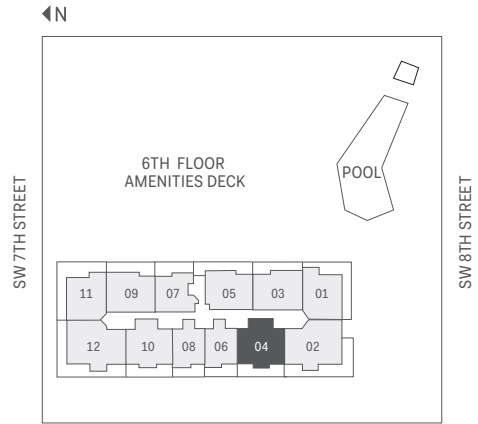 N
6TH FLOOR
AMENITIES DECK
POOL
SW 7TH STREET
SW 8TH STREET
11 09 07 05 03 01
12 10 08 06 04 02